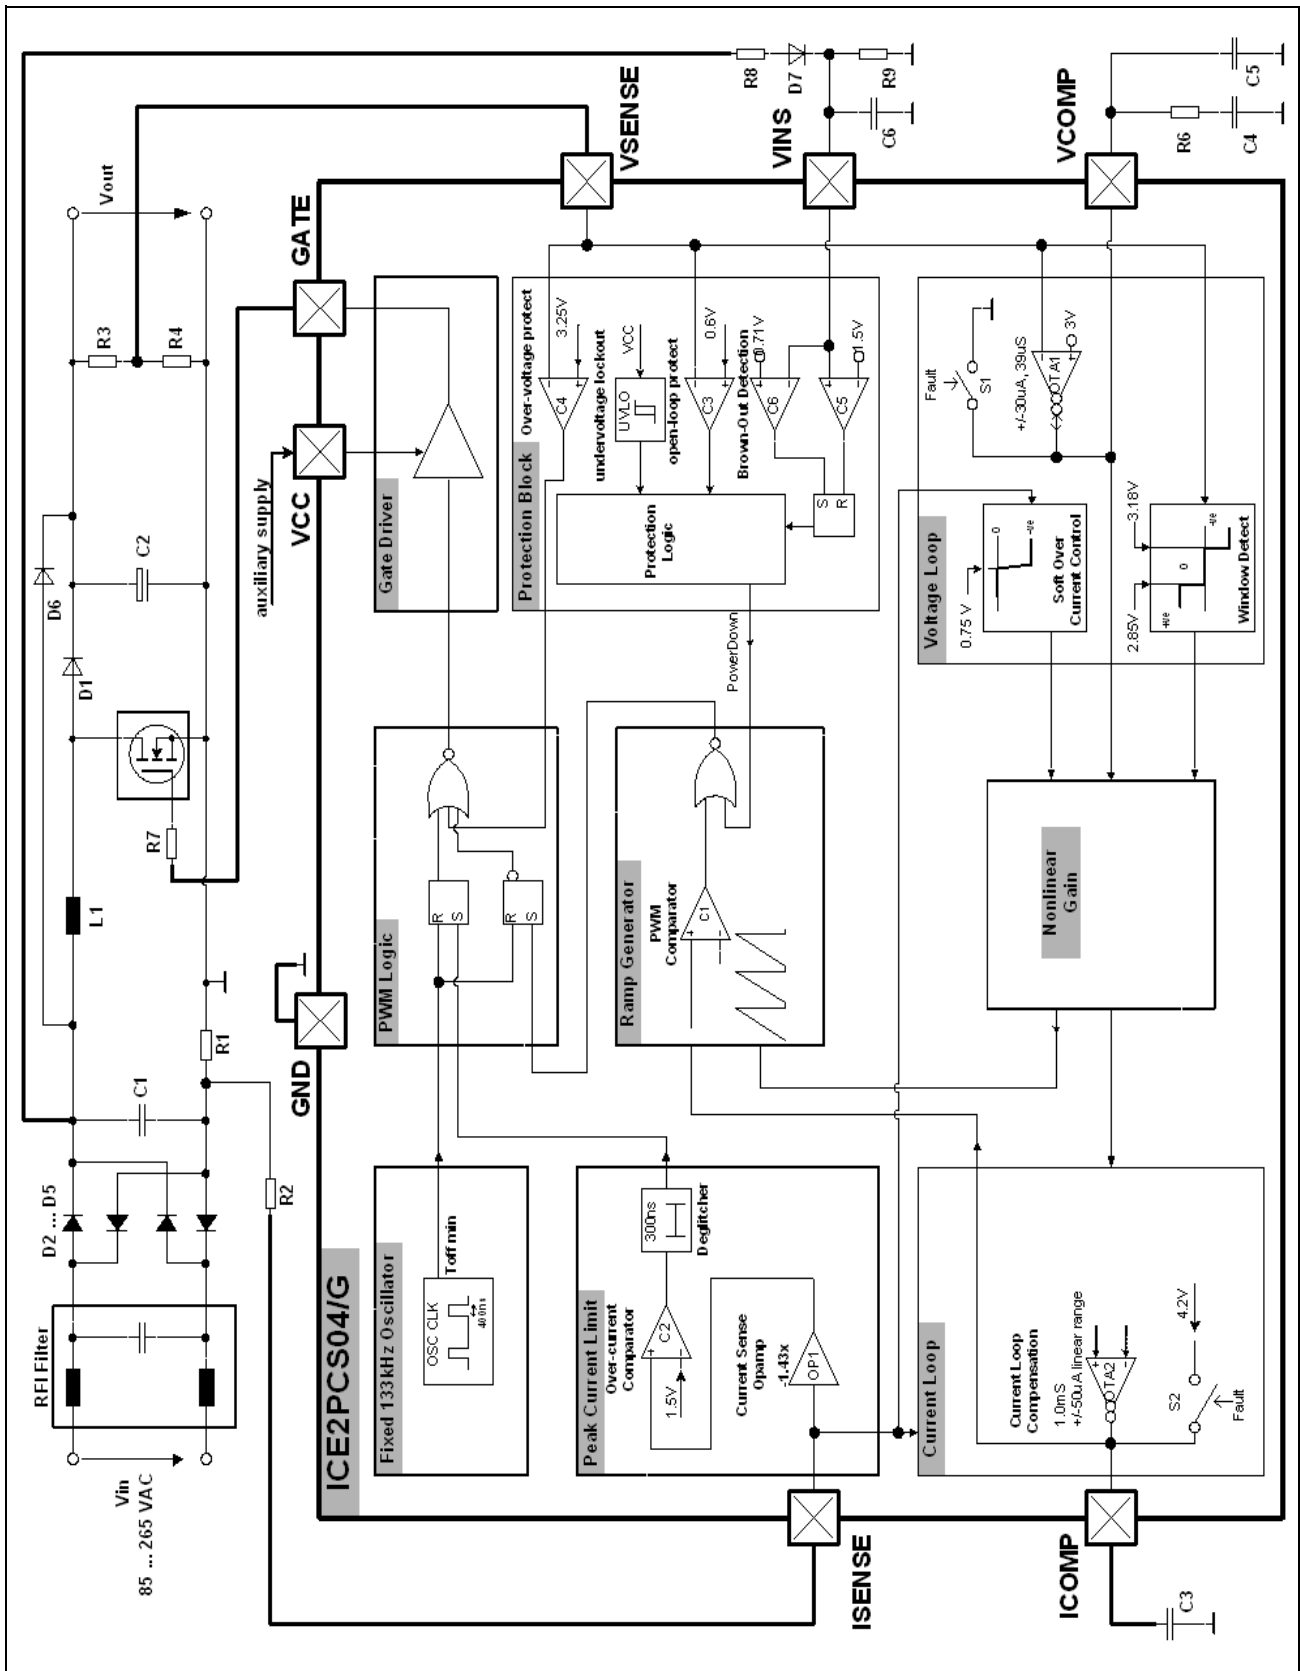 Vin
85 ... 265 VAC
RFI Filter
D2 ... D5
C1
R1
R2
L1
R7
D1
D6
C2
R3
R4
Vout
auxiliary supply
GND
VCC
GATE
VSENSE
VINS
VCOMP
ISENSE
ICOMP
R8
D7
R9
C6
R6
C4
C5
C3
ICE2PCS04/G
Fixed 133kHz Oscillator
OSC CLK
400ns
Toff min
PWM Logic
R
S
R
S
Gate Driver
Peak Current Limit
Over-current
Comparator
1.5V
C2
300ns
Deglitcher
Current Sense
Opamp
-1.43x
OP1
Ramp Generator
PWM
Comparator
C1
PowerDown
Protection Block
Over-voltage protect
3.25V
C4
undervoltage lockout
VCC
UVLO
open-loop protect
0.6V
C3
Brown-Out Detection
0.71V
C6
1.5V
C5
S
R
Protection
Logic
Current Loop
Current Loop
Compensation
1.0mS
+/-50uA linear range
OTA2
4.2V
S2
Fault
Nonlinear
Gain
Voltage Loop
Fault
S1
+/-30uA, 39uS
OTA1
3V
0.75 V
0
-ve
Soft Over
Current Control
2.85V
3.18V
+ve
0
-ve
Window Detect